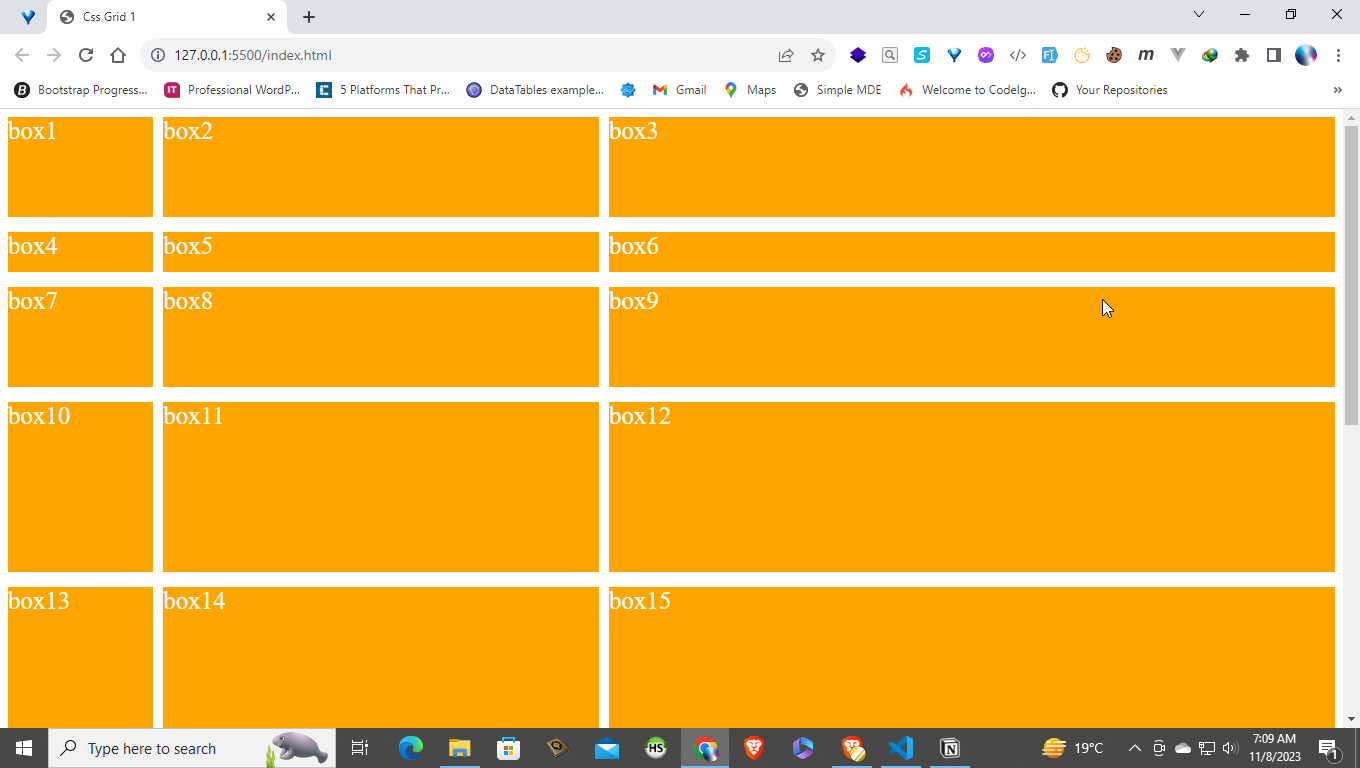 Css Grid 1
127.0.0.1:5500/index.html
Bootstrap Progress... Professional WordP... 5 Platforms That Pr... DataTables example... Gmail Maps Simple MDE Welcome to CodeIg... Your Repositories »
box1 box2 box3
box4 box5 box6
box7 box8 box9
box10 box11 box12
box13 box14 box15
Type here to search HS 19°C 7:09 AM
11/8/2023 1